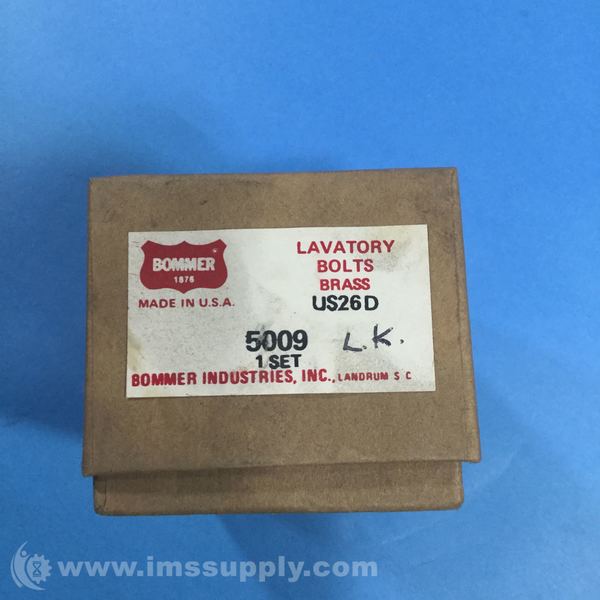 BOMMER
1876
MADE IN U.S.A.
LAVATORY
BOLTS
BRASS
US26D
5009 L.K.
1 SET
BOMMER INDUSTRIES, INC., LANDRUM S C
www.imssupply.com